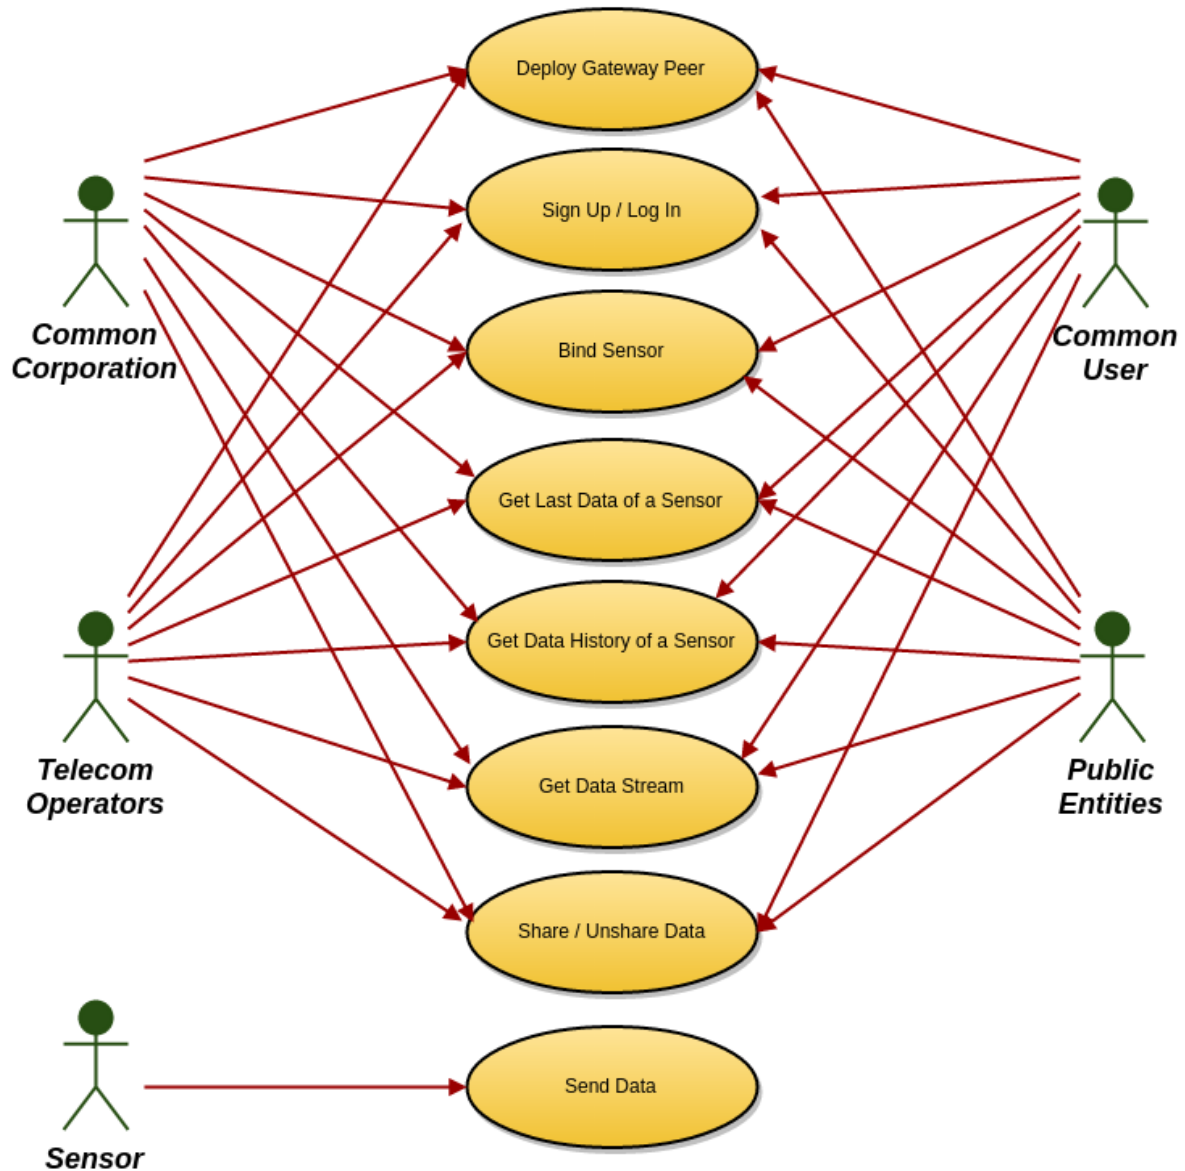 Deploy Gateway Peer
Sign Up / Log In
Common
Corporation
Common
User
Bind Sensor
Get Last Data of a Sensor
Get Data History of a Sensor
Telecom
Operators
Public
Entities
Get Data Stream
Share / Unshare Data
Send Data
Sensor